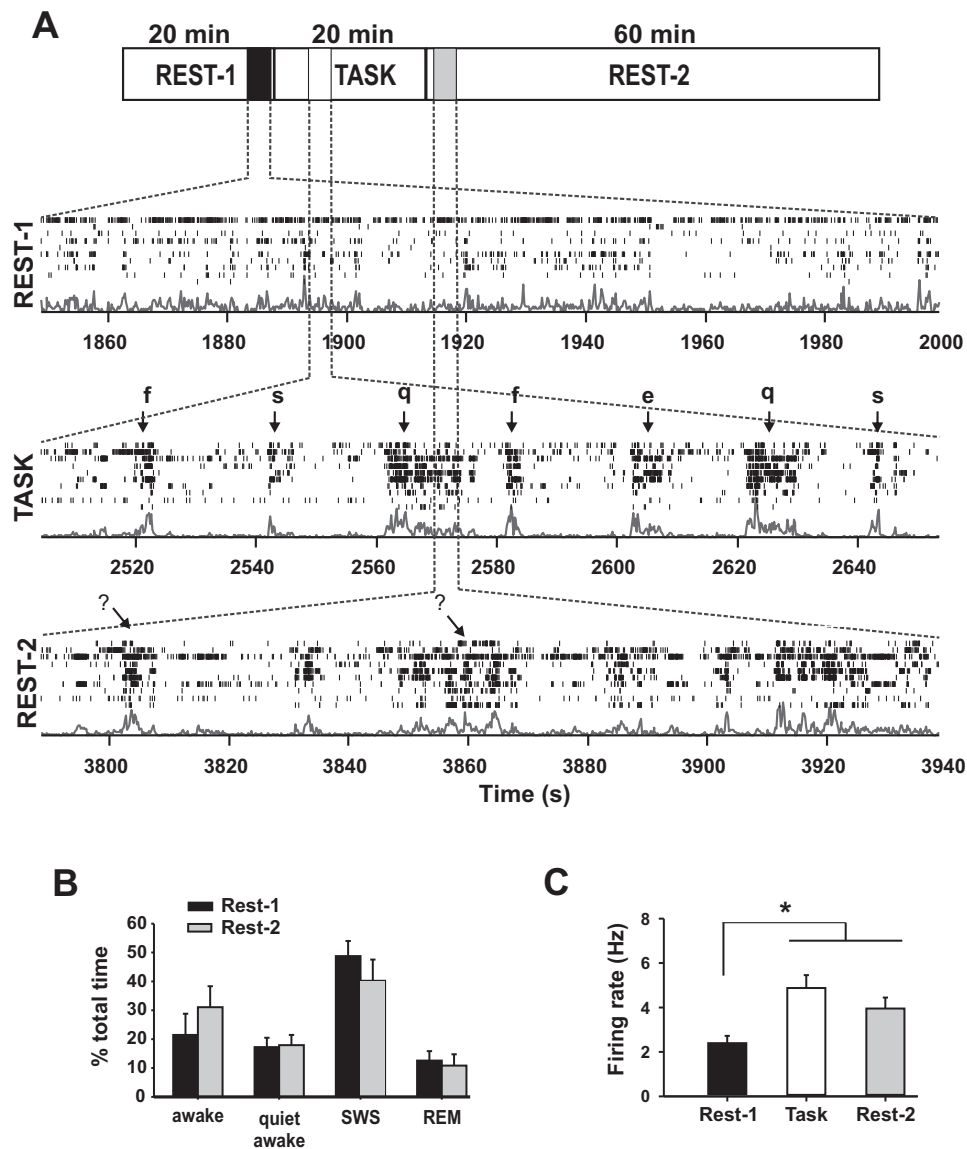 A
20 min 20 min 60 min
REST-1 TASK REST-2
REST-1
1860 1880 1900 1920 1940 1960 1980 2000
f s q f e q s
TASK
2520 2540 2560 2580 2600 2620 2640
? ?
REST-2
3800 3820 3840 3860 3880 3900 3920 3940
Time (s)
B
Rest-1
Rest-2
% total time
60
50
40
30
20
10
0
awake quiet awake SWS REM
C
*
Firing rate (Hz)
8
6
4
2
0
Rest-1 Task Rest-2